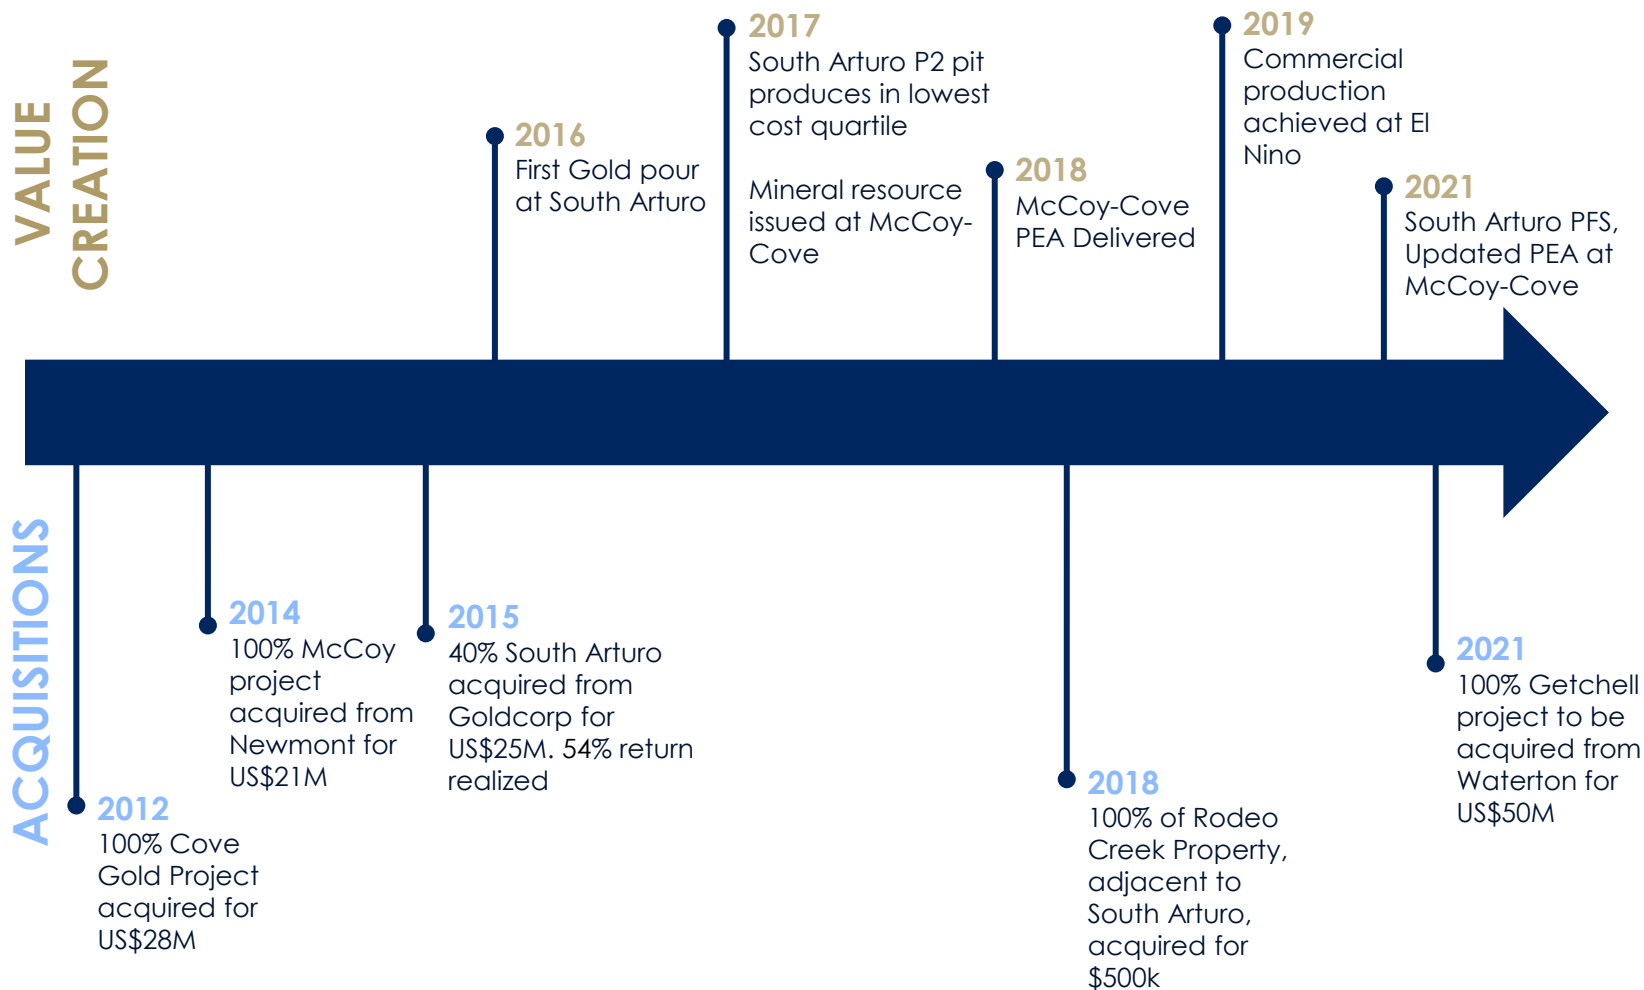 VALUE
CREATION
2016
First Gold pour
at South Arturo
2017
South Arturo P2 pit
produces in lowest
cost quartile
Mineral resource
issued at McCoy-
Cove
2018
McCoy-Cove
PEA Delivered
2019
Commercial
production
achieved at El
Nino
2021
South Arturo PFS,
Updated PEA at
McCoy-Cove
ACQUISITIONS
2012
100% Cove
Gold Project
acquired for
US$28M
2014
100% McCoy
project
acquired from
Newmont for
US$21M
2015
40% South Arturo
acquired from
Goldcorp for
US$25M. 54% return
realized
2018
100% of Rodeo
Creek Property,
adjacent to
South Arturo,
acquired for
$500k
2021
100% Getchell
project to be
acquired from
Waterton for
US$50M